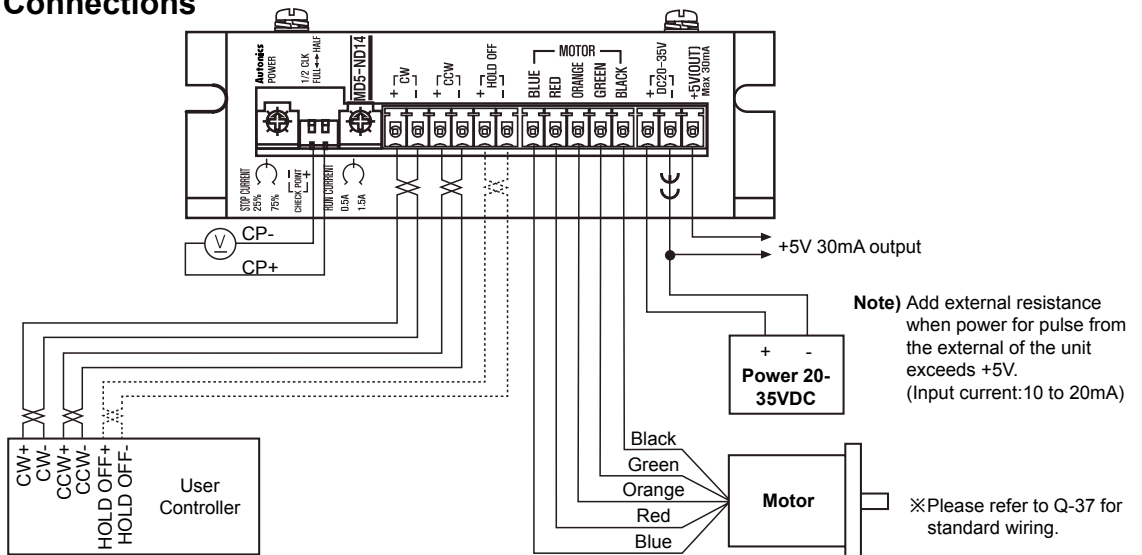 Connections
Autonics
POWER
1/2 CLK
FULL↔HALF
MD5-ND14
+ CW -
+ CCW -
+ HOLD OFF -
MOTOR
BLUE
RED
ORANGE
GREEN
BLACK
+ DC20-35V -
+5V(OUT)
Max 30mA
STOP CURRENT
25%
75%
- +
CHECK POINT
RUN CURRENT
0.5A
1.5A
V
CP-
CP+
+5V 30mA output
Note) Add external resistance
when power for pulse from
the external of the unit
exceeds +5V.
(Input current:10 to 20mA)
+ -
Power 20-
35VDC
CW+
CW-
CCW+
CCW-
HOLD OFF+
HOLD OFF-
User
Controller
Black
Green
Orange
Red
Blue
Motor
※Please refer to Q-37 for
standard wiring.